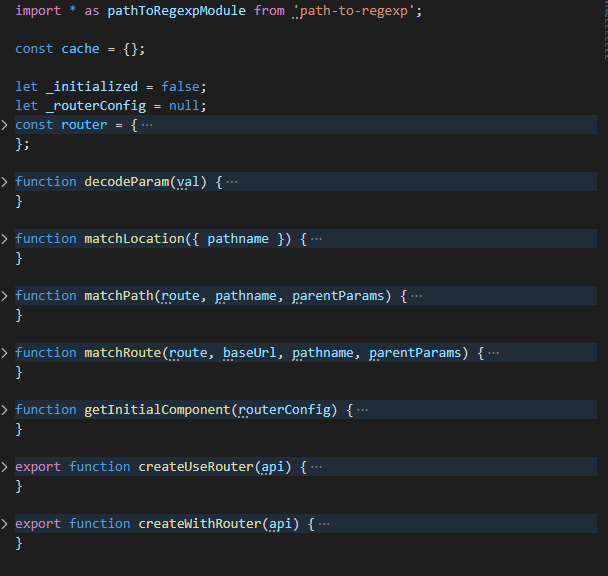 import * as pathToRegexpModule from 'path-to-regexp';
const cache = {};
let _initialized = false;
let _routerConfig = null;
const router = {···
};
function decodeParam(val) {···
}
function matchLocation({ pathname }) {···
}
function matchPath(route, pathname, parentParams) {···
}
function matchRoute(route, baseUrl, pathname, parentParams) {···
}
function getInitialComponent(routerConfig) {···
}
export function createUseRouter(api) {···
}
export function createWithRouter(api) {···
}